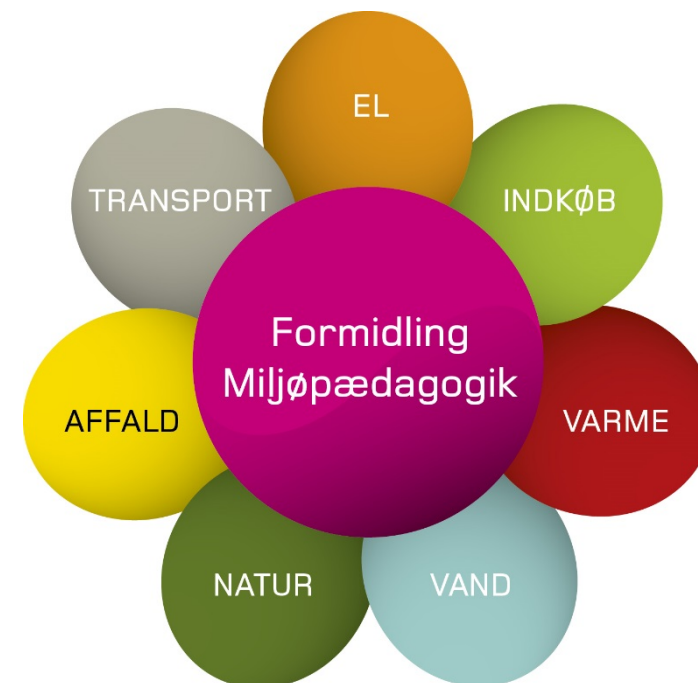 EL
TRANSPORT
INDKØB
Formidling
Miljøpædagogik
AFFALD
VARME
NATUR
VAND